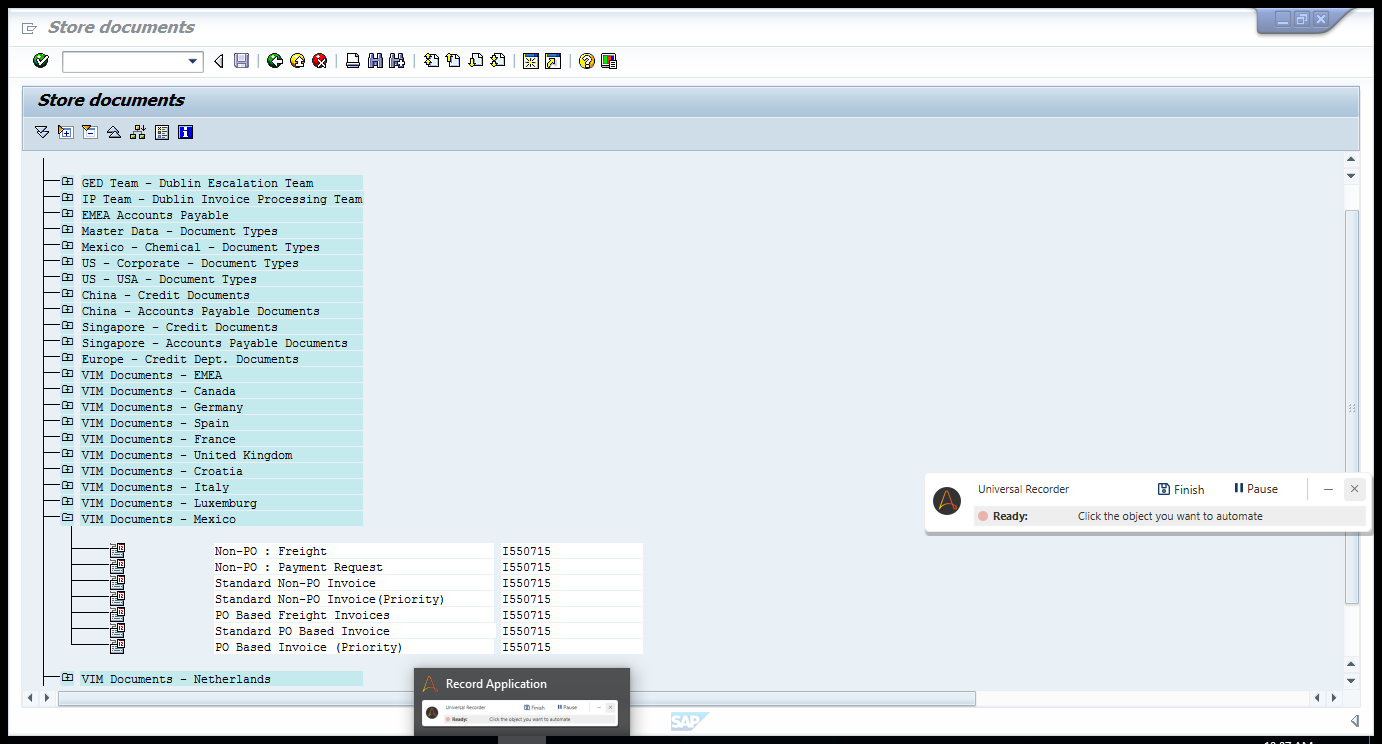 Store documents
Store documents
GED Team - Dublin Escalation Team
IP Team - Dublin Invoice Processing Team
EMEA Accounts Payable
Master Data - Document Types
Mexico - Chemical - Document Types
US - Corporate - Document Types
US - USA - Document Types
China - Credit Documents
China - Accounts Payable Documents
Singapore - Credit Documents
Singapore - Accounts Payable Documents
Europe - Credit Dept. Documents
VIM Documents - EMEA
VIM Documents - Canada
VIM Documents - Germany
VIM Documents - Spain
VIM Documents - France
VIM Documents - United Kingdom
VIM Documents - Croatia
VIM Documents - Italy
VIM Documents - Luxemburg
VIM Documents - Mexico
Non-PO : Freight I550715
Non-PO : Payment Request I550715
Standard Non-PO Invoice I550715
Standard Non-PO Invoice(Priority) I550715
PO Based Freight Invoices I550715
Standard PO Based Invoice I550715
PO Based Invoice (Priority) I550715
VIM Documents - Netherlands
Universal Recorder Finish Pause
Ready: Click the object you want to automate
Record Application
Universal Recorder Finish Pause
Ready: Click the object you want to automate
SAP